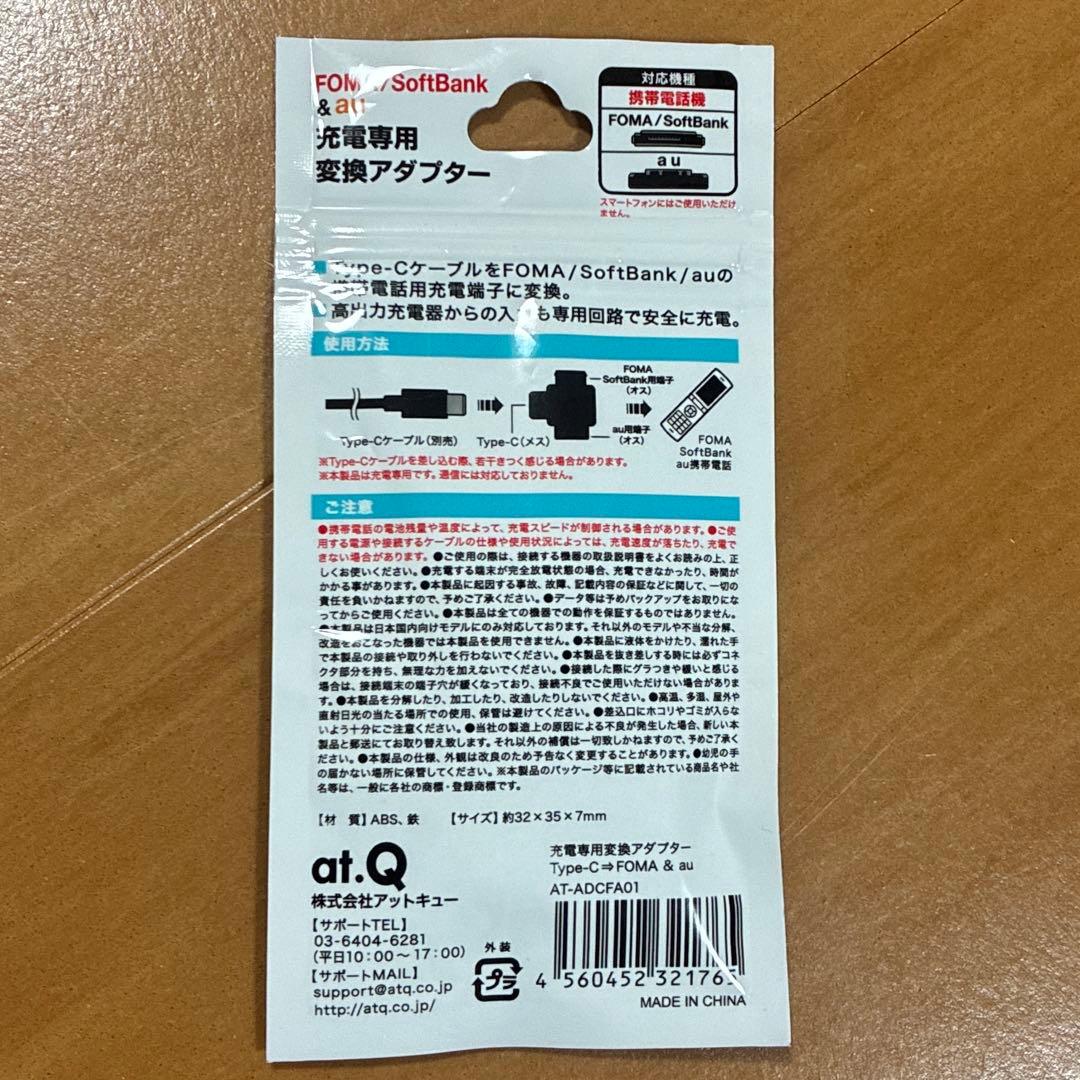 FOMA/SoftBank
& au
充電専用
変換アダプター
対応機種
携帯電話機
FOMA/SoftBank
au
スマートフォンにはご使用いただけ
ません。
Type-CケーブルをFOMA/SoftBank/auの
携帯電話用充電端子に変換。
高出力充電器からの入力も専用回路で安全に充電。
使用方法
FOMA
SoftBank用端子
(オス)
Type-Cケーブル(別売)
Type-C(メス)
au用端子
(オス)
FOMA
SoftBank
au携帯電話
※Type-Cケーブルを差し込む際、若干きつく感じる場合があります。
※本製品は充電専用です。通信には対応しておりません。
ご注意
●携帯電話の電池残量や温度によって、充電スピードが制御される場合があります。●ご使
用する電源や接続するケーブルの仕様や使用状況によっては、充電速度が落ちたり、充電で
きない場合があります。●ご使用の際は、接続する機器の取扱説明書をよくお読みの上、正
しくお使いください。●充電する端末が完全放電状態の場合、充電できなかったり、時間が
かかる事があります。●本製品に起因する事故、故障、記載内容の保証などに関して、一切の
責任を負いかねますので、予めご了承ください。●データ等は予めバックアップをお取りにな
ってからご使用ください。●本製品は全ての機器での動作を保証するものではありません。
●本製品は日本国内向けモデルにのみ対応しております。それ以外のモデルや不当な分解、
改造をおこなった機器では本製品を使用できません。●本製品に液体をかけたり、濡れた手
で本製品の接続や取り外しを行わないでください。●本製品を抜き差しする時には必ずコネ
クタ部分を持ち、無理な力を加えないでください。●接続した際にグラつきや緩いと感じる
場合は、接続端末の端子穴が緩くなっており、接続不良でご使用いただけない場合がありま
す。●本製品を分解したり、加工したり、改造したりしないでください。●高温、多湿、屋外や
直射日光の当たる場所での使用、保管は避けてください。●差込口にホコリやゴミが入らな
いよう十分にご注意ください。●当社の製造上の原因による不良が発生した場合、新しい本
製品と郵送にてお取り替え致します。それ以外の補償は一切致しかねますので、予めご了承く
ださい。●本製品の仕様、外観は改良のため予告なく変更することがあります。●幼児の手
の届かない場所に保管してください。※本製品のパッケージ等に記載されている商品名や社
名等は、一般に各社の商標・登録商標です。
【材 質】ABS、鉄 【サイズ】約32×35×7mm
at.Q
株式会社アットキュー
【サポートTEL】
03-6404-6281
(平日10:00～17:00)
【サポートMAIL】
support@atq.co.jp
http://atq.co.jp/
外装
プラ
充電専用変換アダプター
Type-C⇒FOMA & au
AT-ADCFA01
4 560452 321765
MADE IN CHINA